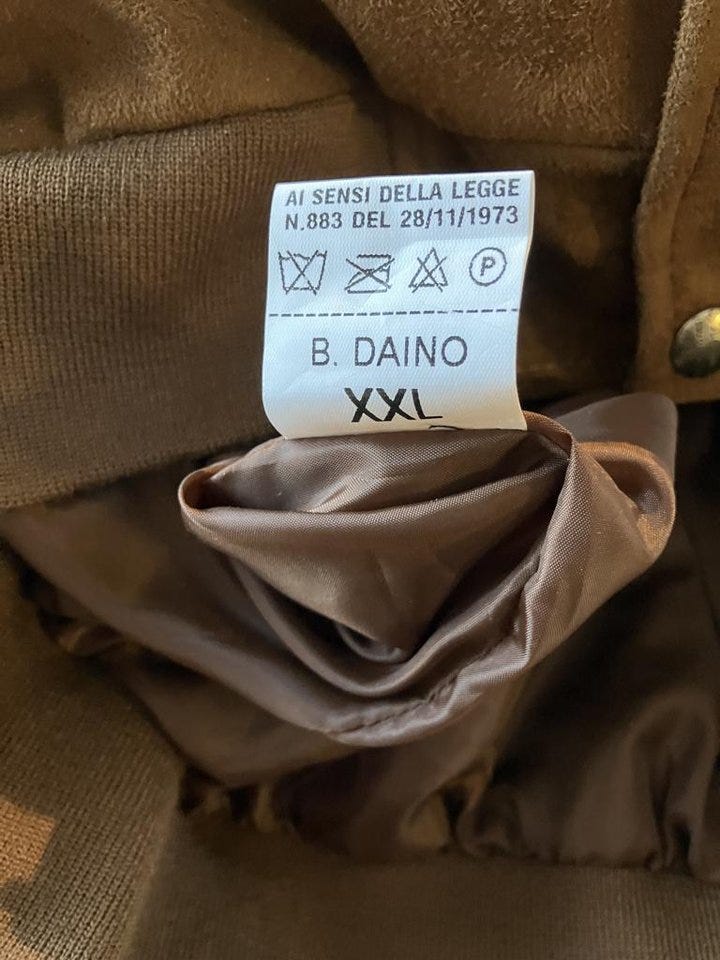 AI SENSI DELLA LEGGE
N.883 DEL 28/11/1973
P
B. DAINO
XXL